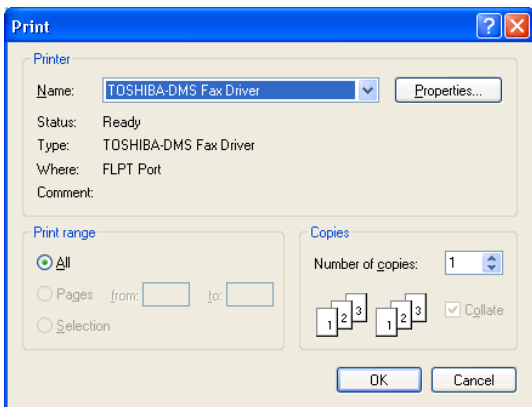 Print
Printer
Name: TOSHIBA-DMS Fax Driver Properties...
Status: Ready
Type: TOSHIBA-DMS Fax Driver
Where: FLPT Port
Comment:
Print range
All
Pages from: to:
Selection
Copies
Number of copies: 1
1 2 3 1 2 3
Collate
OK Cancel